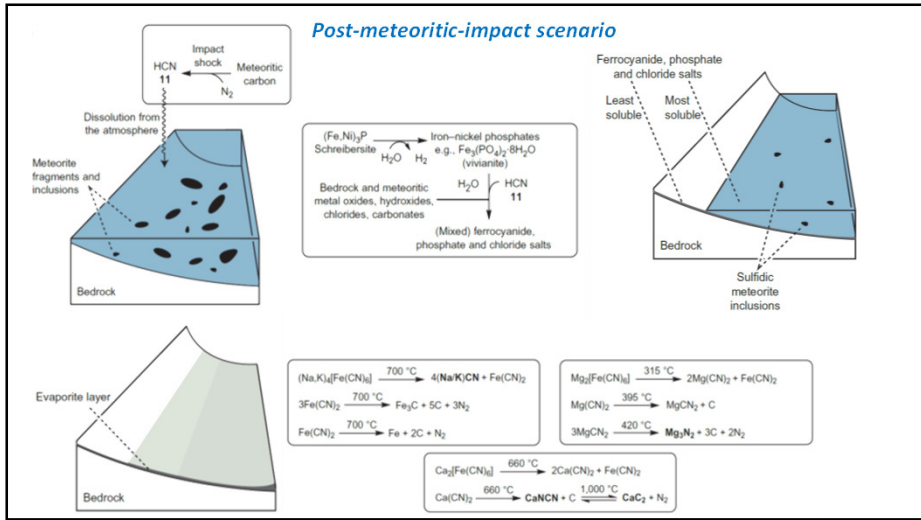 Post-meteoritic-impact scenario
HCN
11
Impact
shock
N₂
Meteoritic
carbon
Dissolution from
the atmosphere
Meteorite
fragments and
inclusions
Bedrock
(Fe,Ni)₃P
Schreibersite
H₂O H₂
Iron–nickel phosphates
e.g., Fe₃(PO₄)₂·8H₂O
(vivianite)
Bedrock and meteoritic
metal oxides, hydroxides,
chlorides, carbonates
H₂O HCN
11
(Mixed) ferrocyanide,
phosphate and chloride salts
Ferrocyanide, phosphate
and chloride salts
Least
soluble
Most
soluble
Bedrock
Sulfidic
meteorite
inclusions
Evaporite layer
Bedrock
(Na,K)₄[Fe(CN)₆] 700 °C 4(Na/K)CN + Fe(CN)₂
3Fe(CN)₂ 700 °C Fe₃C + 5C + 3N₂
Fe(CN)₂ 700 °C Fe + 2C + N₂
Mg₂[Fe(CN)₆] 315 °C 2Mg(CN)₂ + Fe(CN)₂
Mg(CN)₂ 395 °C MgCN₂ + C
3MgCN₂ 420 °C Mg₃N₂ + 3C + 2N₂
Ca₂[Fe(CN)₆] 660 °C 2Ca(CN)₂ + Fe(CN)₂
Ca(CN)₂ 660 °C CaNCN + C 1,000 °C CaC₂ + N₂